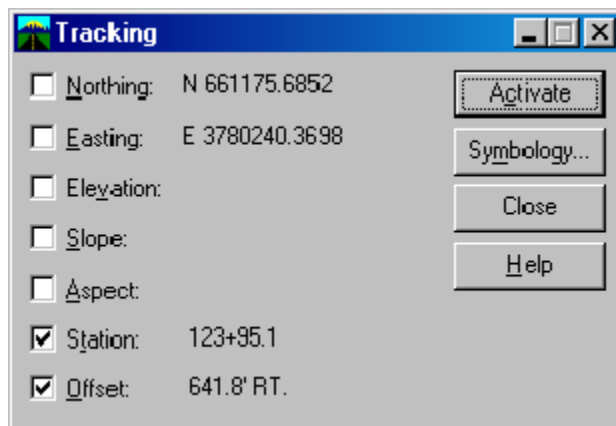 Tracking
Northing: N 661175.6852
Easting: E 3780240.3698
Elevation:
Slope:
Aspect:
Station: 123+95.1
Offset: 641.8' RT.
Activate
Symbology...
Close
Help